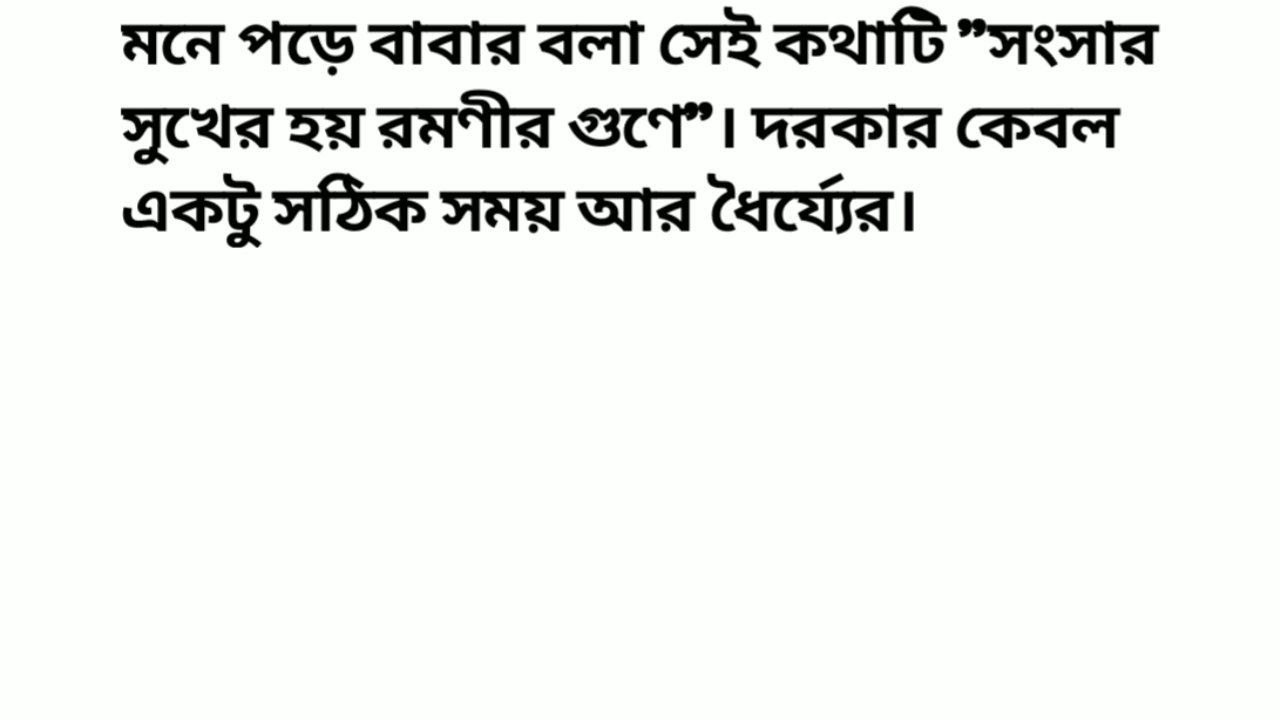 মনে পড়ে বাবার বলা সেই কথাটি ”সংসার
সুখের হয় রমণীর গুণে”। দরকার কেবল
একটু সঠিক সময় আর ধৈর্য্যের।